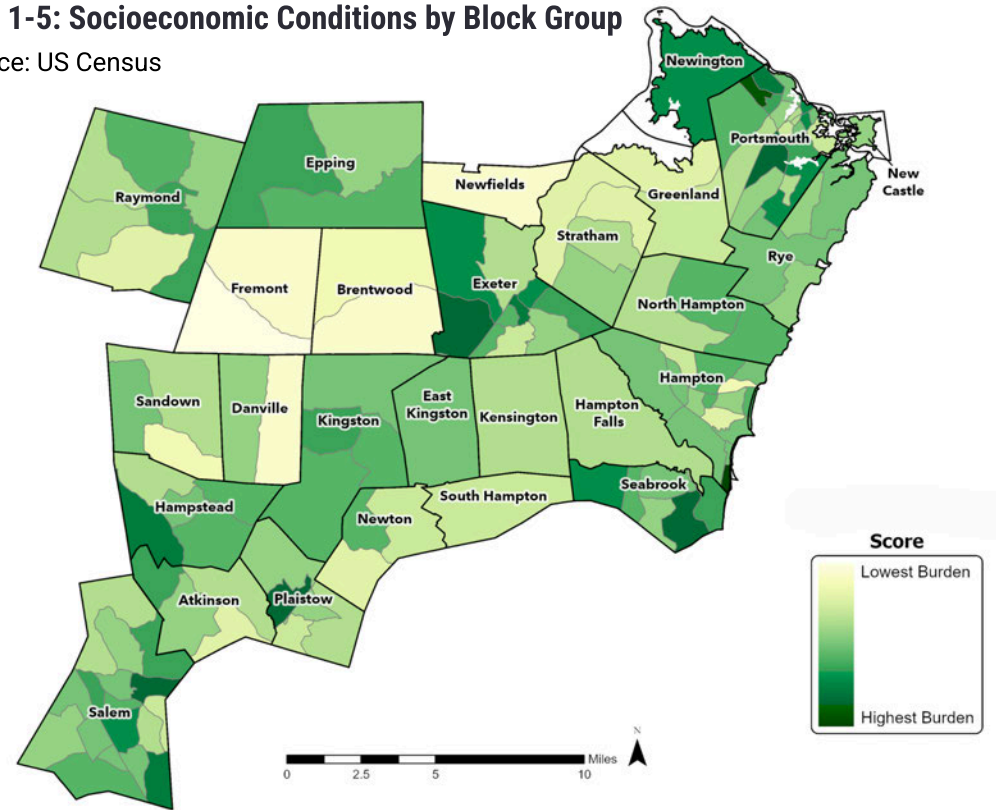 1-5: Socioeconomic Conditions by Block Group
ce: US Census
Newington
Portsmouth
New
Castle
Epping
Raymond
Newfields
Greenland
Stratham
Rye
Fremont
Brentwood
Exeter
North Hampton
Hampton
Sandown
Danville
Kingston
East
Kingston
Kensington
Hampton
Falls
Seabrook
South Hampton
Hampstead
Newton
Atkinson
Plaistow
Salem
Score
Lowest Burden
Highest Burden
N
Miles
0 2.5 5 10